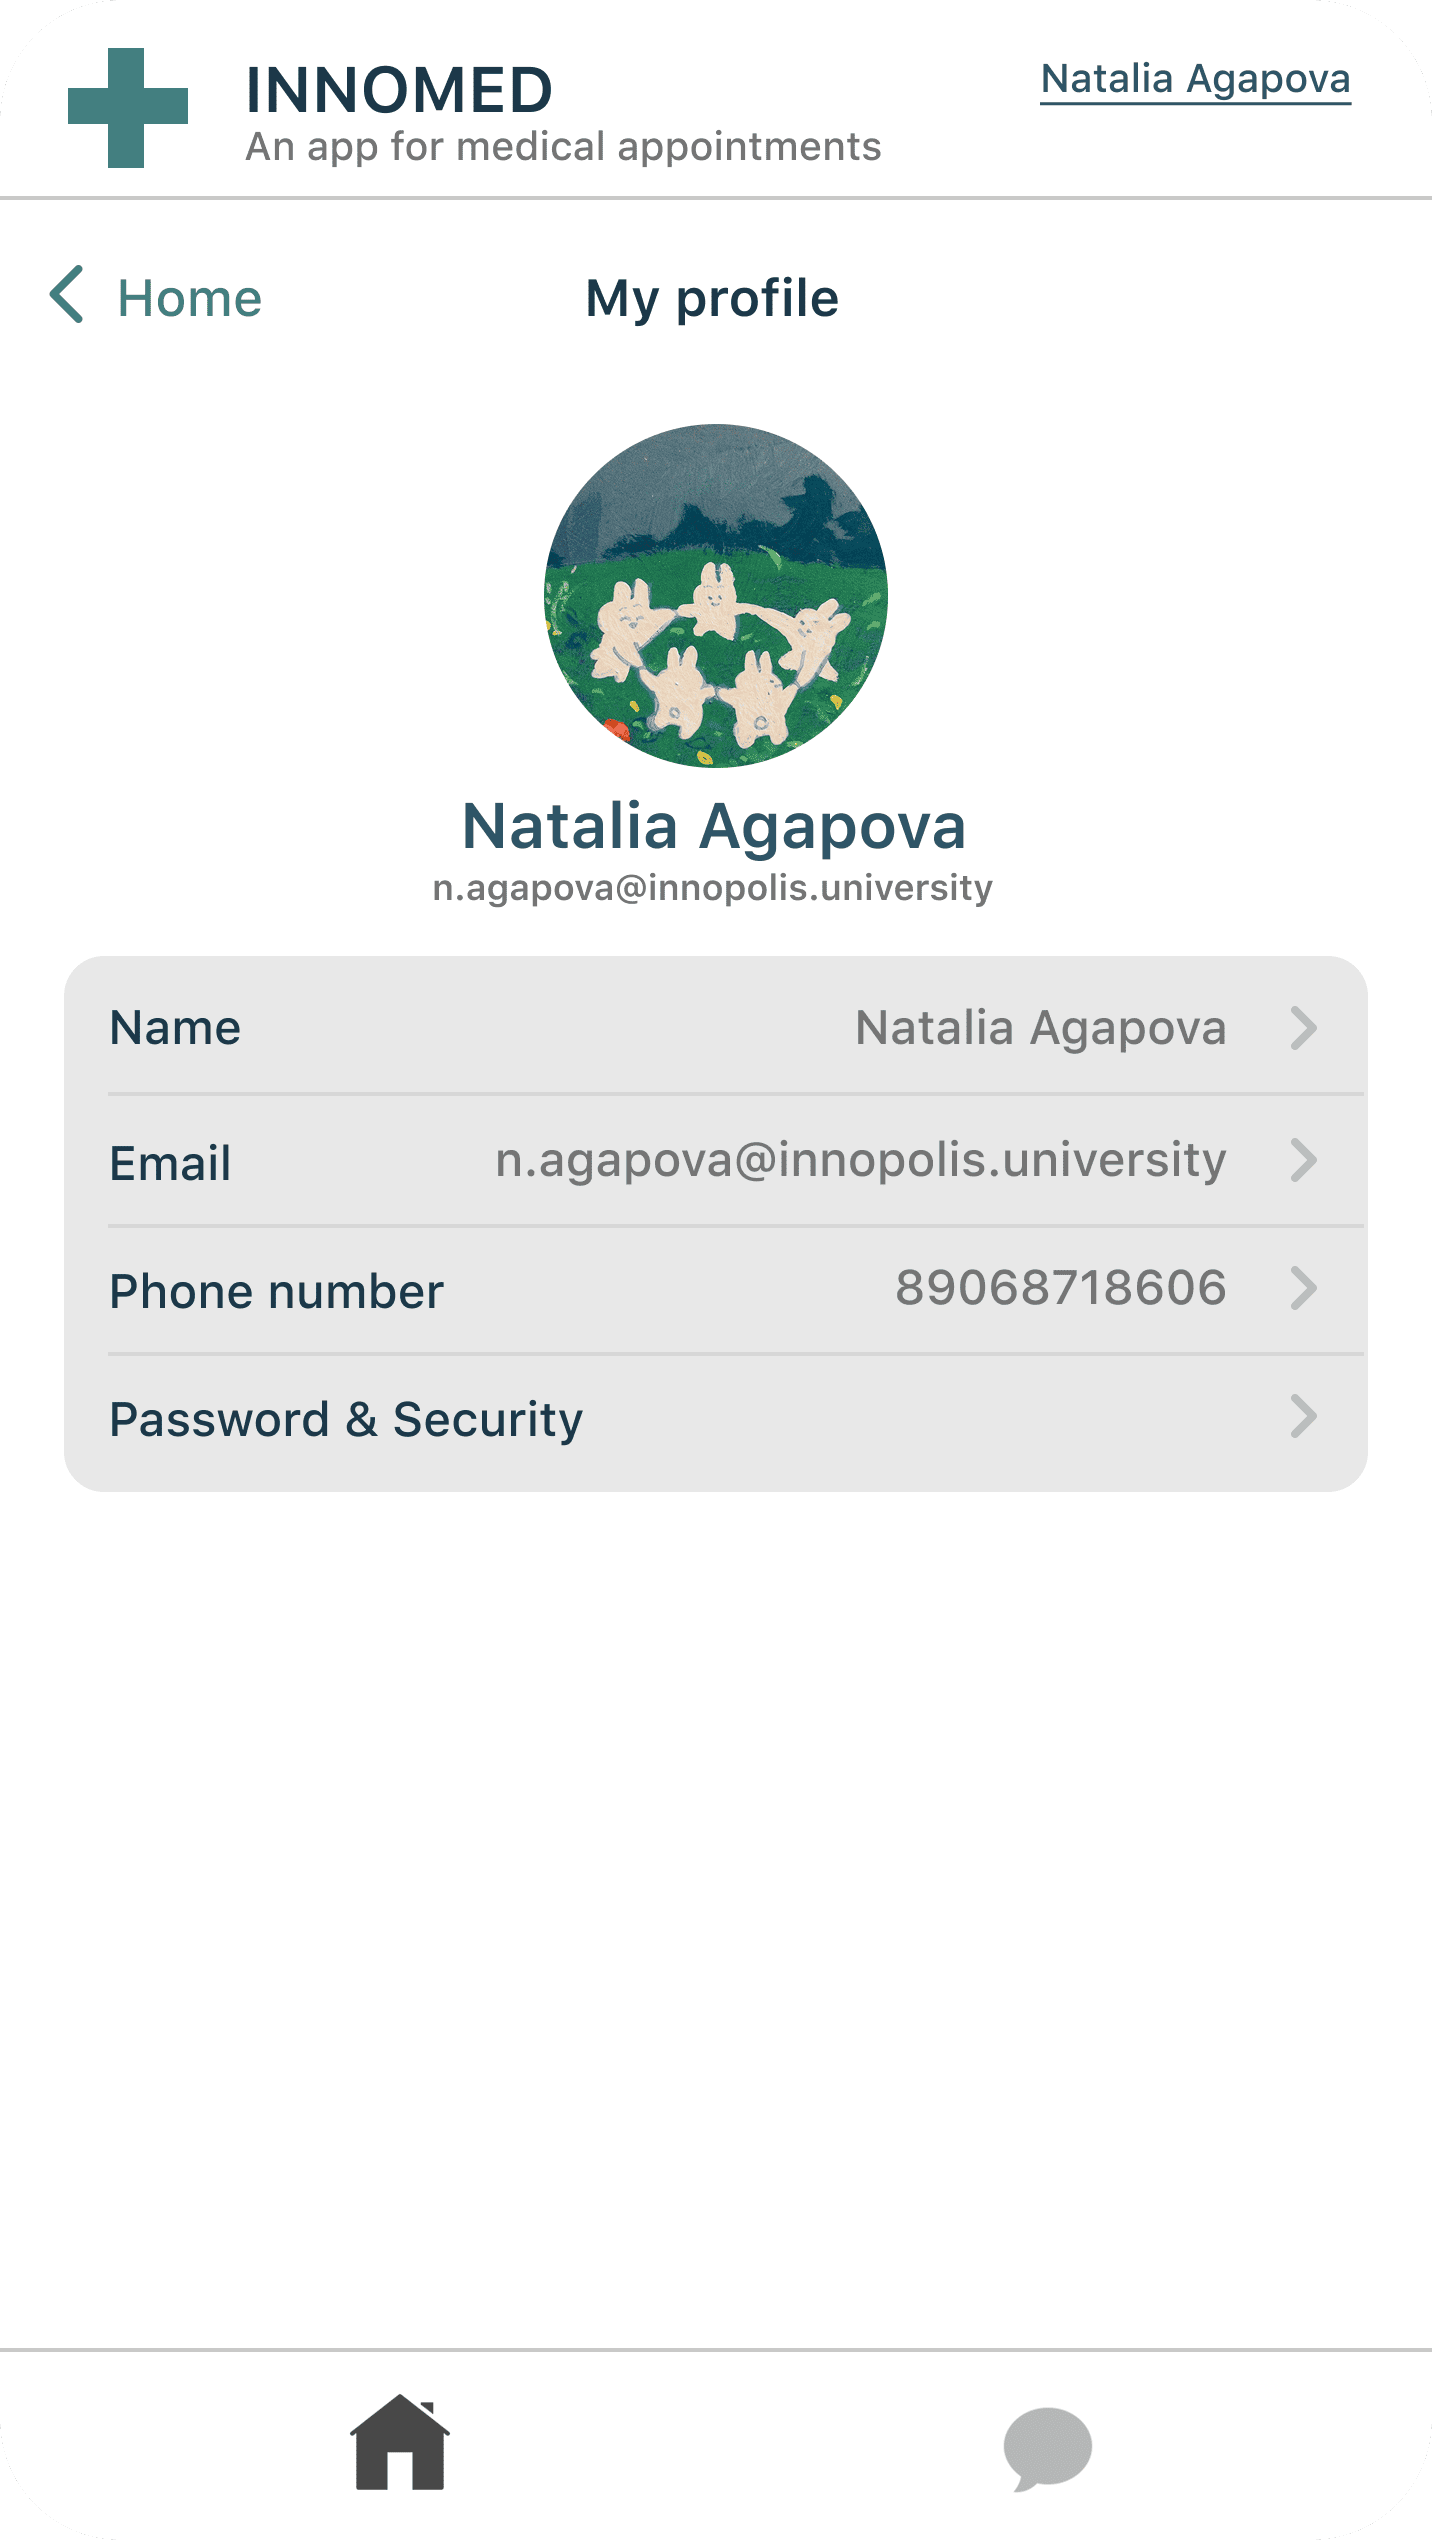 INNOMED
An app for medical appointments
Natalia Agapova
Home
My profile
Natalia Agapova
n.agapova@innopolis.university
Name
Natalia Agapova
Email
n.agapova@innopolis.university
Phone number
89068718606
Password & Security